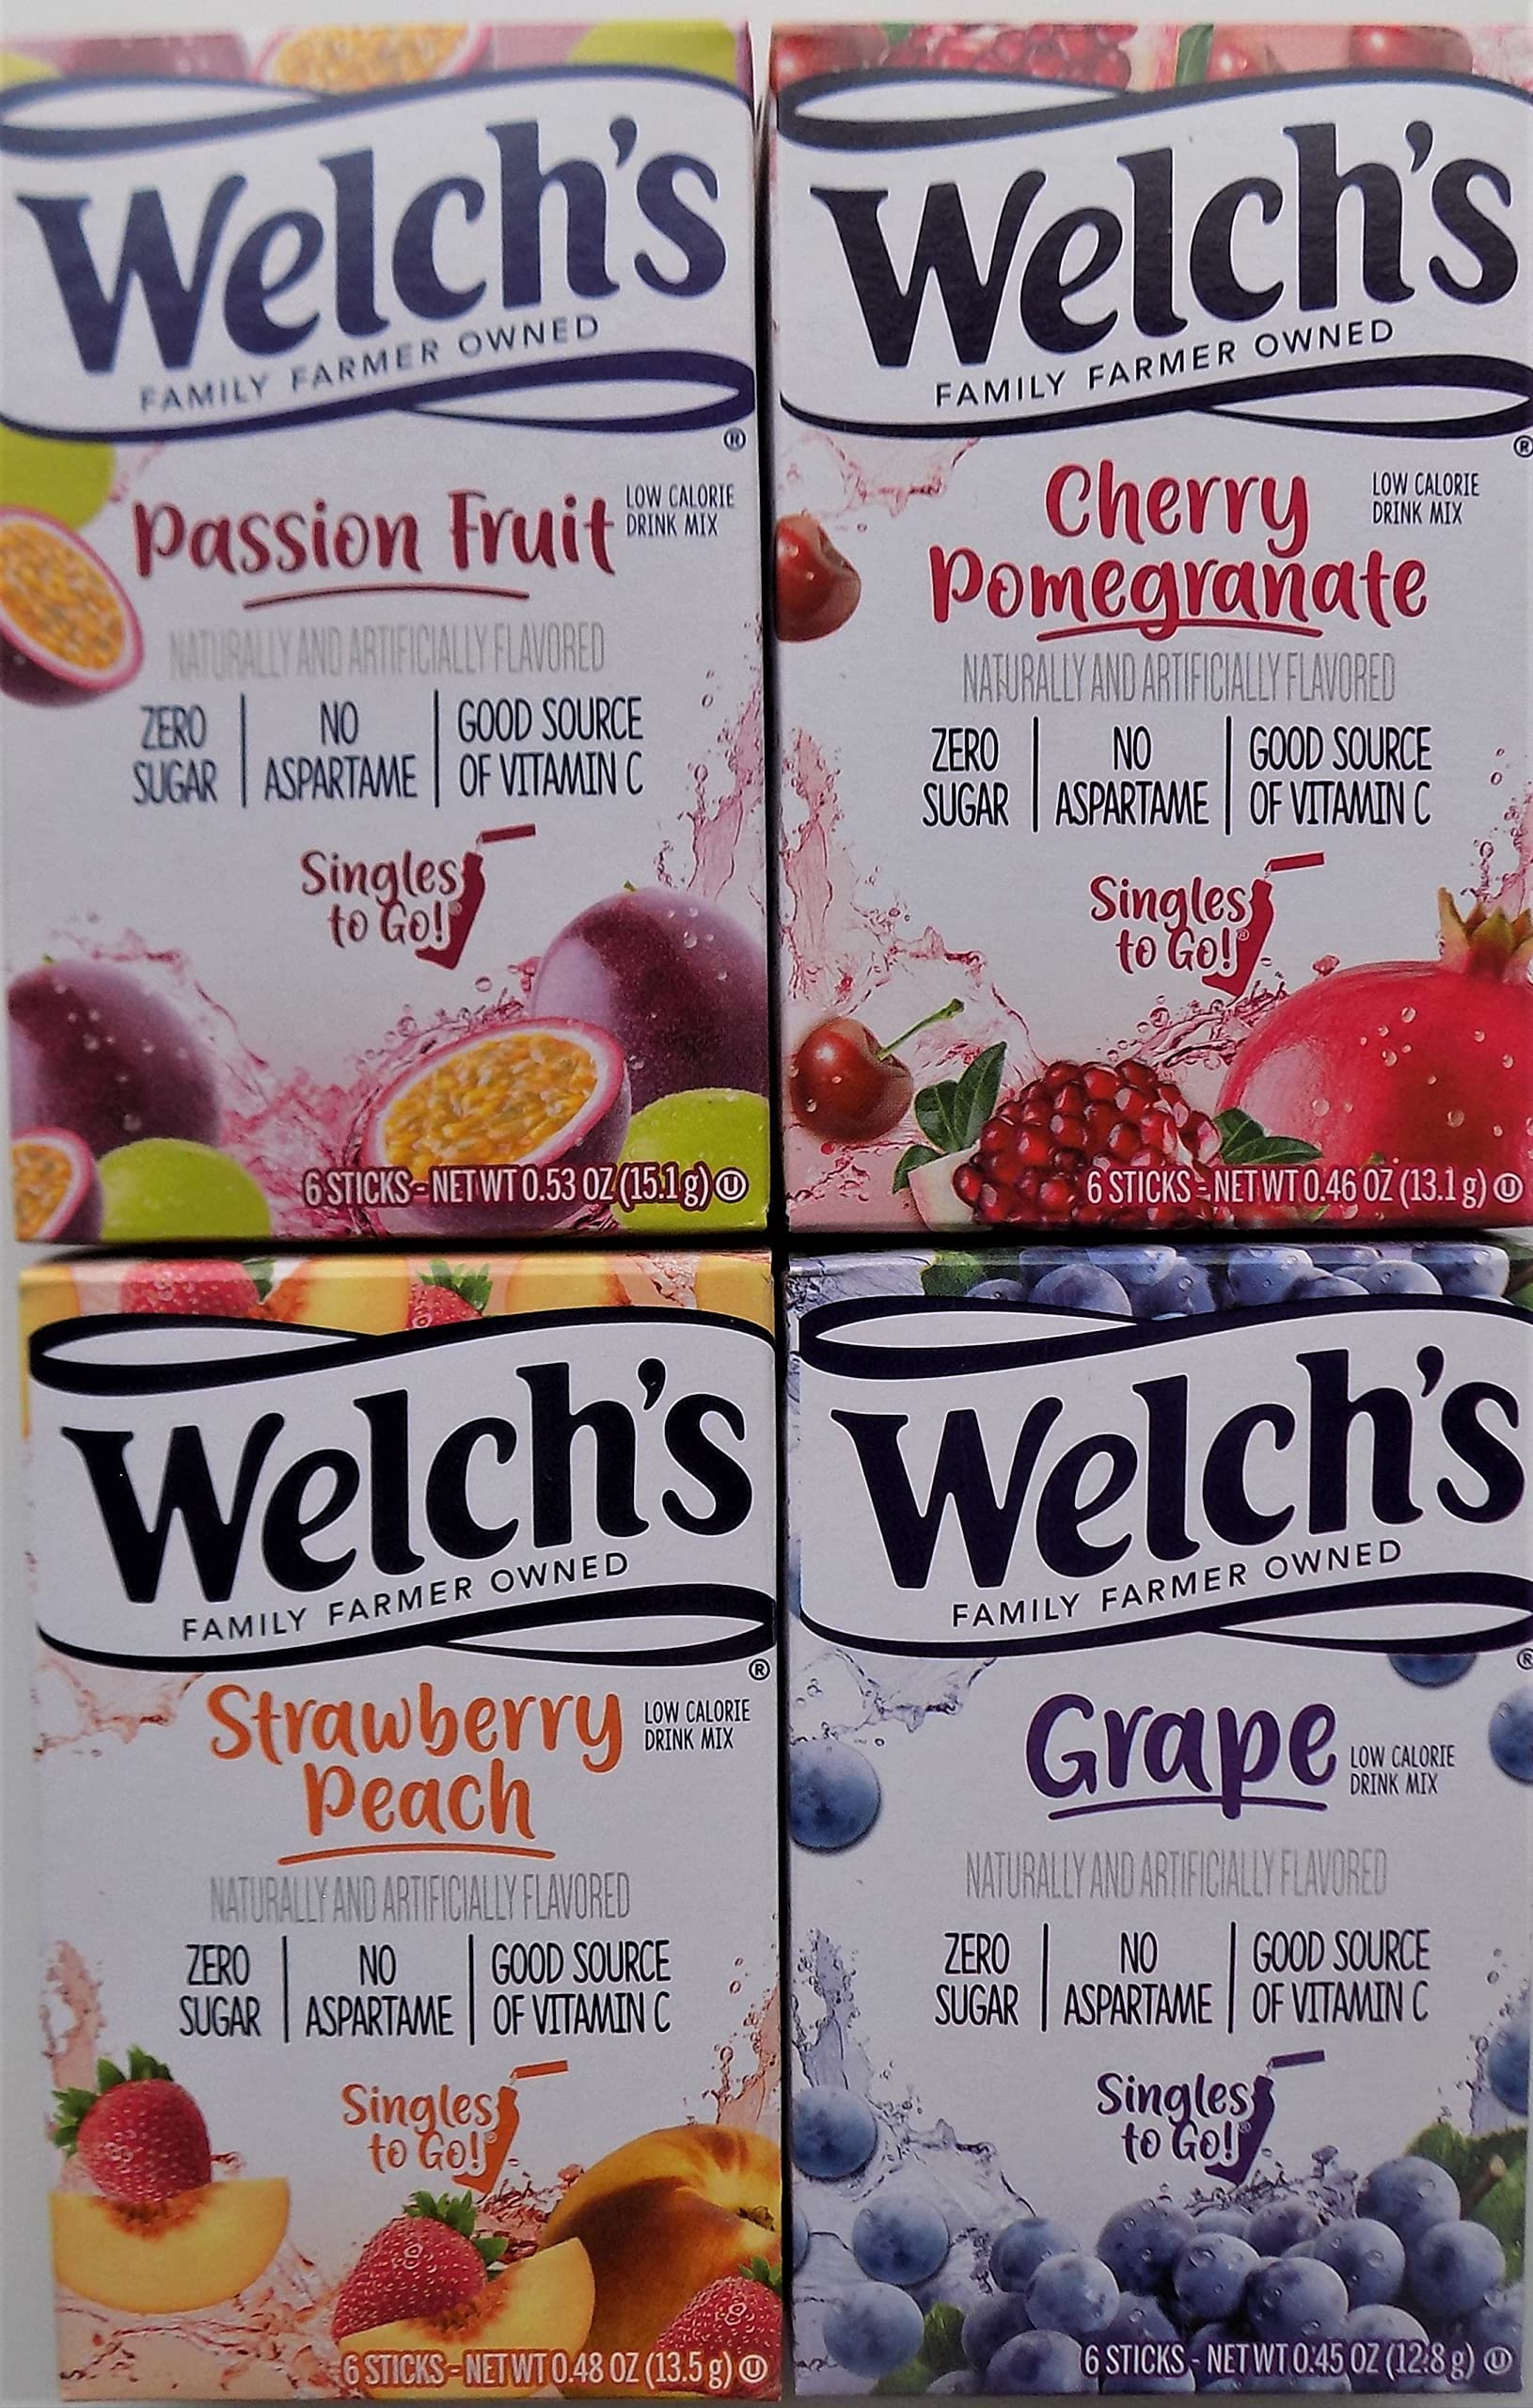 Welch's
FAMILY FARMER OWNED
®
Passion Fruit
LOW CALORIE
DRINK MIX
NATURALLY AND ARTIFICIALLY FLAVORED
ZERO
SUGAR
NO
ASPARTAME
GOOD SOURCE
OF VITAMIN C
Singles
to Go!®
6 STICKS - NET WT 0.53 OZ (15.1 g) U
Welch's
FAMILY FARMER OWNED
®
Cherry
Pomegranate
LOW CALORIE
DRINK MIX
NATURALLY AND ARTIFICIALLY FLAVORED
ZERO
SUGAR
NO
ASPARTAME
GOOD SOURCE
OF VITAMIN C
Singles
to Go!®
6 STICKS - NET WT 0.46 OZ (13.1 g) U
Welch's
FAMILY FARMER OWNED
®
Strawberry
Peach
LOW CALORIE
DRINK MIX
NATURALLY AND ARTIFICIALLY FLAVORED
ZERO
SUGAR
NO
ASPARTAME
GOOD SOURCE
OF VITAMIN C
Singles
to Go!®
6 STICKS - NET WT 0.48 OZ (13.5 g) U
Welch's
FAMILY FARMER OWNED
®
Grape
LOW CALORIE
DRINK MIX
NATURALLY AND ARTIFICIALLY FLAVORED
ZERO
SUGAR
NO
ASPARTAME
GOOD SOURCE
OF VITAMIN C
Singles
to Go!®
6 STICKS - NET WT 0.45 OZ (12.8 g) U